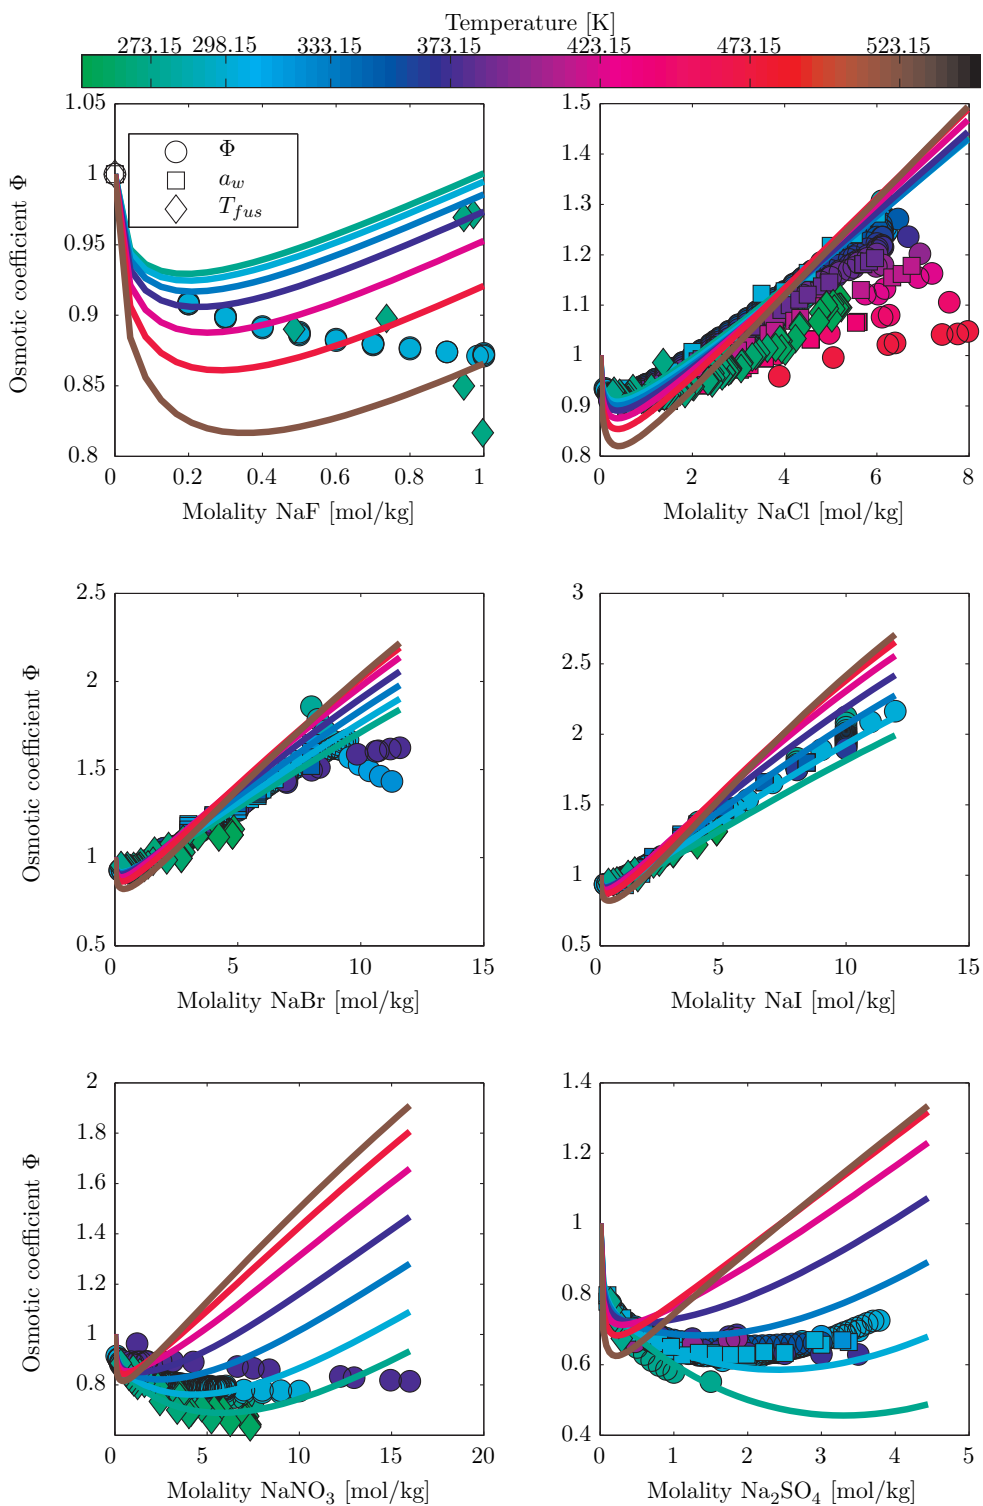 Temperature [K]
273.15 298.15 333.15 373.15 423.15 473.15 523.15
1.05
1
0.95
0.9
0.85
0.8
Osmotic coefficient Φ
Φ
a_w
T_fus
0 0.2 0.4 0.6 0.8 1
Molality NaF [mol/kg]
1.5
1.4
1.3
1.2
1.1
1
0.9
0.8
0 2 4 6 8
Molality NaCl [mol/kg]
2.5
2
1.5
1
0.5
Osmotic coefficient Φ
0 5 10 15
Molality NaBr [mol/kg]
3
2.5
2
1.5
1
0.5
0 5 10 15
Molality NaI [mol/kg]
2
1.8
1.6
1.4
1.2
1
0.8
Osmotic coefficient Φ
0 5 10 15 20
Molality NaNO₃ [mol/kg]
1.4
1.2
1
0.8
0.6
0.4
0 1 2 3 4 5
Molality Na₂SO₄ [mol/kg]